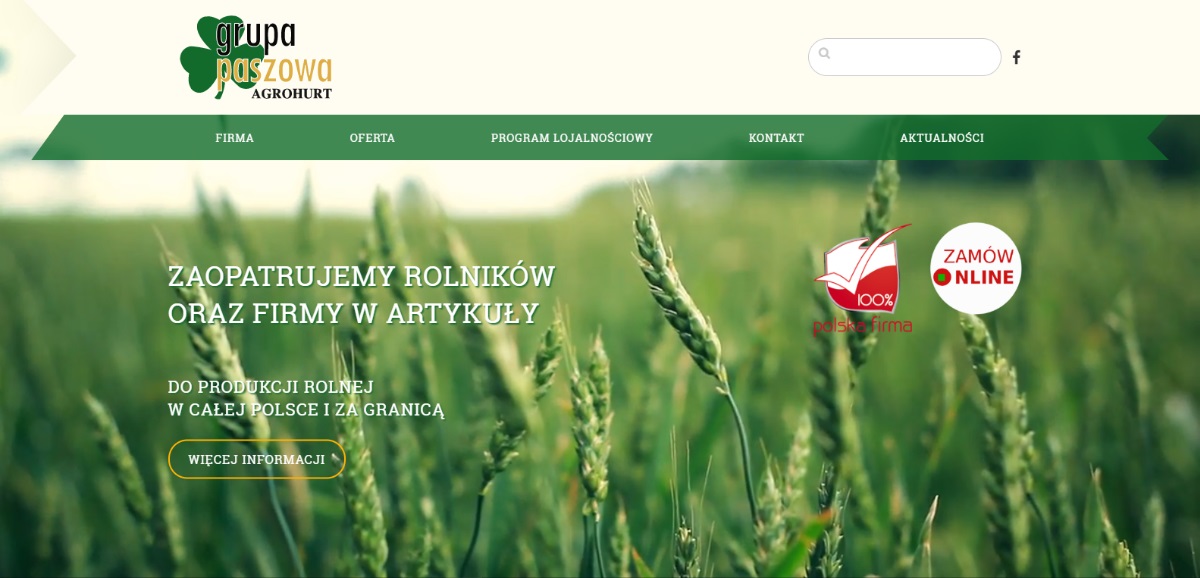 grupa
paszowa
AGROHURT
FIRMA
OFERTA
PROGRAM LOJALNOŚCIOWY
KONTAKT
AKTUALNOŚCI
ZAOPATRUJEMY ROLNIKÓW
ORAZ FIRMY W ARTYKUŁY
DO PRODUKCJI ROLNEJ
W CAŁEJ POLSCE I ZA GRANICĄ
WIĘCEJ INFORMACJI
100%
polska firma
ZAMÓW
ONLINE